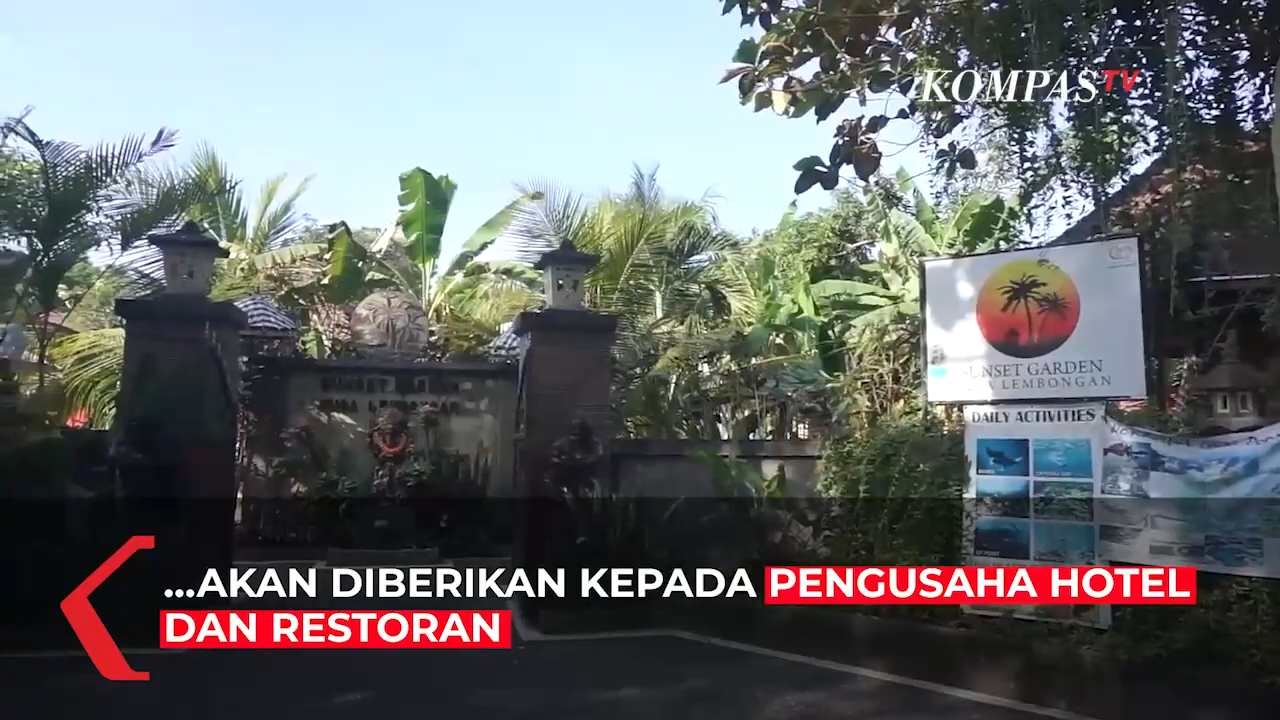 KOMPASTV
SUNSET GARDEN
LEMBONGAN
DAILY ACTIVITIES
...AKAN DIBERIKAN KEPADA PENGUSAHA HOTEL
DAN RESTORAN